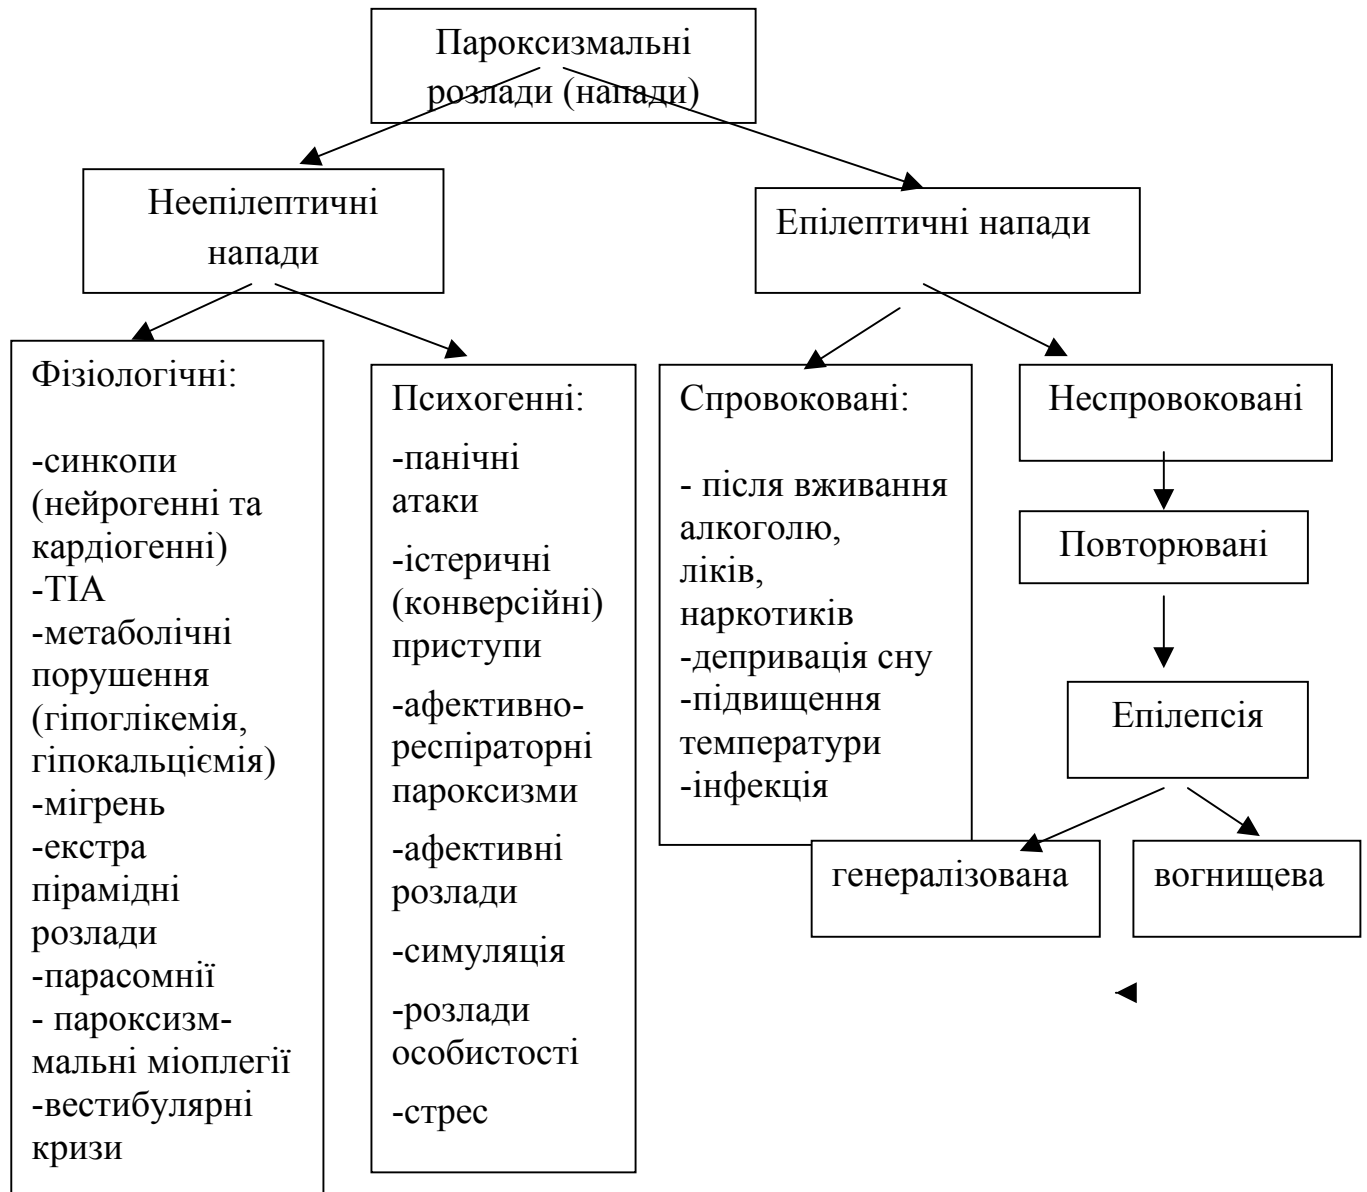 Пароксизмальні
розлади (напади)
Неепілептичні
напади
Епілептичні напади
Фізіологічні:
-синкопи
(нейрогенні та
кардіогенні)
-ТІА
-метаболічні
порушення
(гіпоглікемія,
гіпокальціємія)
-мігрень
-екстра
пірамідні
розлади
-парасомнії
- пароксизм-
мальні міоплегії
-вестибулярні
кризи
Психогенні:
-панічні
атаки
-істеричні
(конверсійні)
приступи
-афективно-
респіраторні
пароксизми
-афективні
розлади
-симуляція
-розлади
особистості
-стрес
Спровоковані:
- після вживання
алкоголю,
ліків,
наркотиків
-депривація сну
-підвищення
температури
-інфекція
Неспровоковані
Повторювані
Епілепсія
генералізована
вогнищева